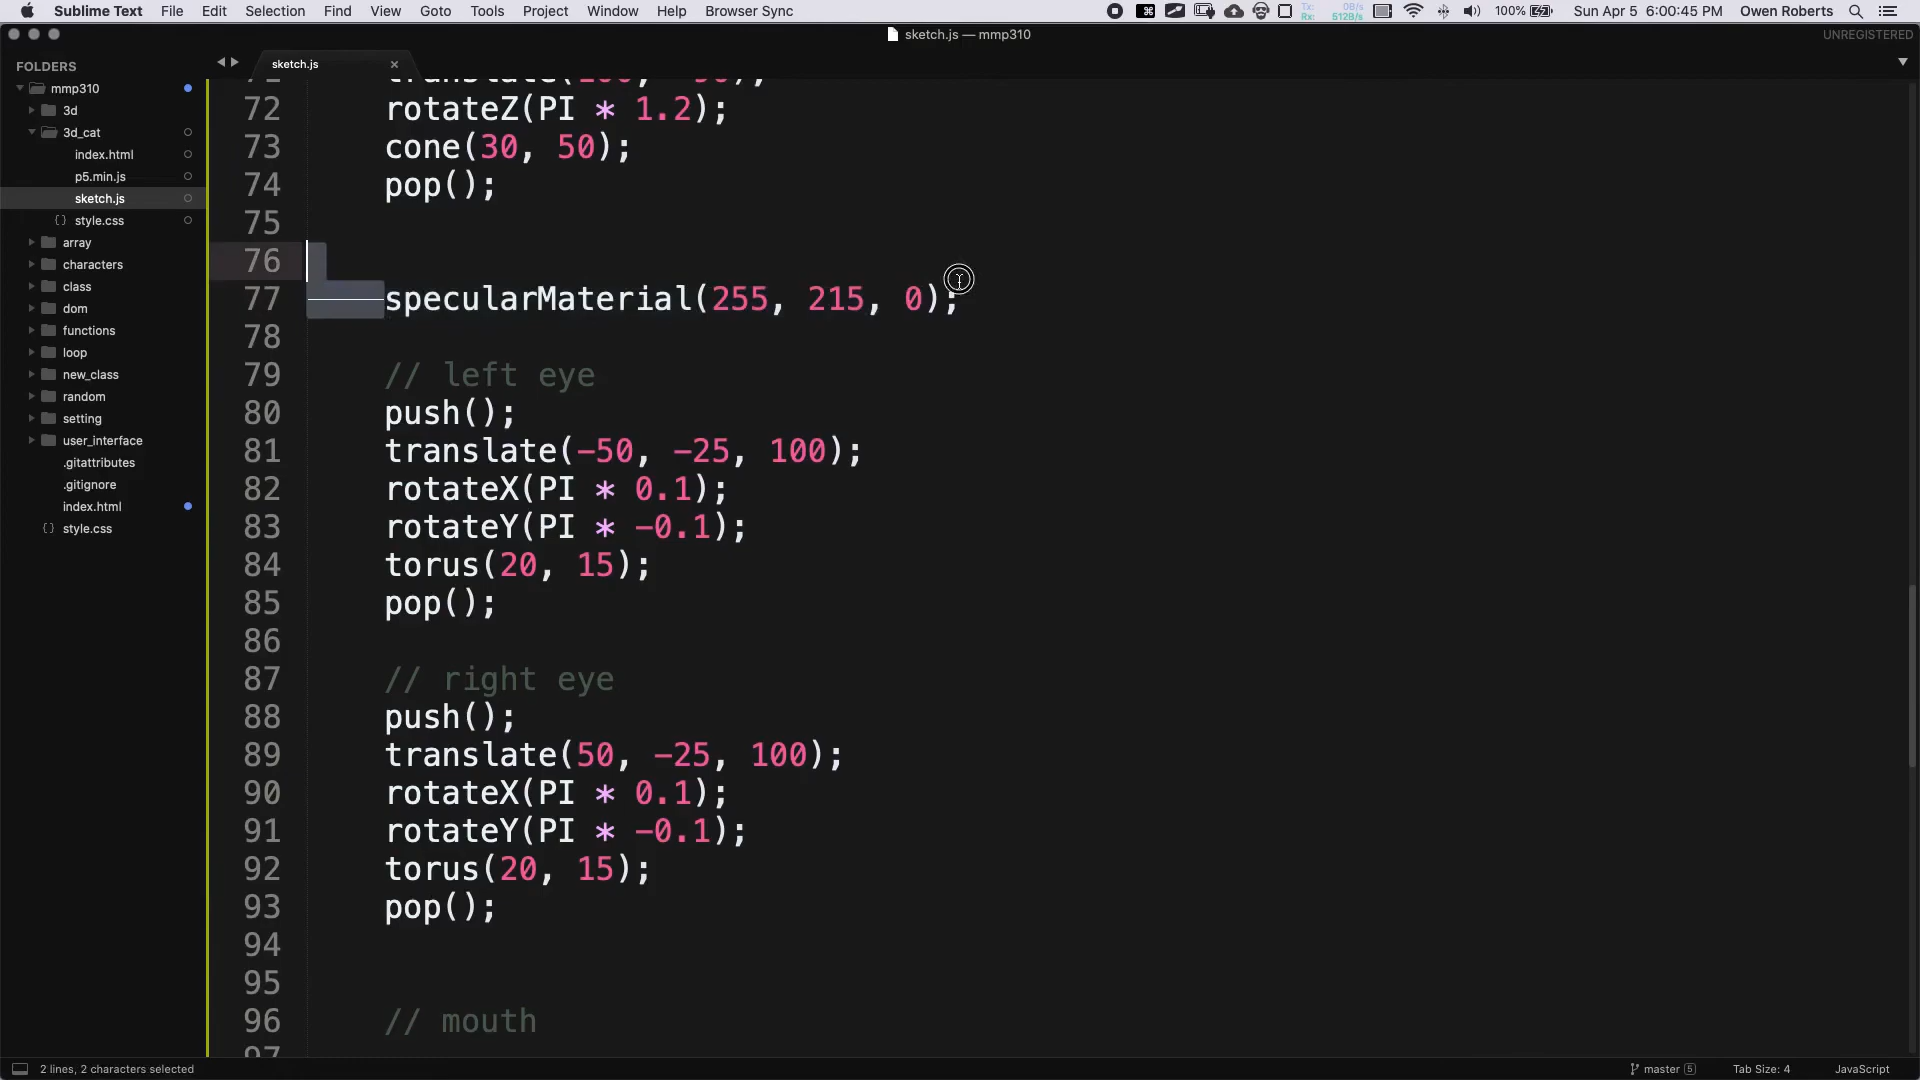 Sublime Text File Edit Selection Find View Goto Tools Project Window Help Browser Sync
Tx: 0B/s
Rx: 512B/s
100% Sun Apr 5 6:00:45 PM Owen Roberts
sketch.js — mmp310
UNREGISTERED
FOLDERS
mmp310
3d
3d_cat
index.html
p5.min.js
sketch.js
{} style.css
array
characters
class
dom
functions
loop
new_class
random
setting
user_interface
.gitattributes
.gitignore
index.html
{} style.css
sketch.js ×
72 rotateZ(PI * 1.2);
73 cone(30, 50);
74 pop();
75
76
77 specularMaterial(255, 215, 0);
78
79 // left eye
80 push();
81 translate(-50, -25, 100);
82 rotateX(PI * 0.1);
83 rotateY(PI * -0.1);
84 torus(20, 15);
85 pop();
86
87 // right eye
88 push();
89 translate(50, -25, 100);
90 rotateX(PI * 0.1);
91 rotateY(PI * -0.1);
92 torus(20, 15);
93 pop();
94
95
96 // mouth
97
2 lines, 2 characters selected
master 5 Tab Size: 4 JavaScript